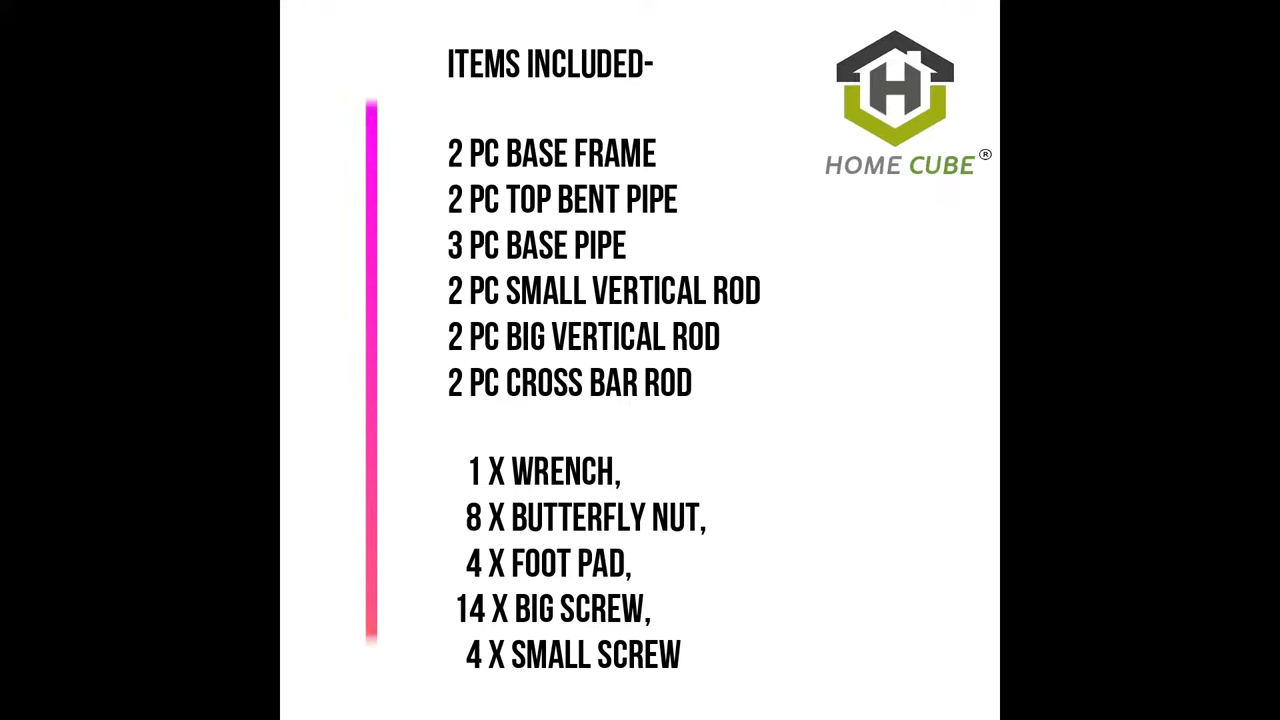 ITEMS INCLUDED-
HOME CUBE®
2 PC BASE FRAME
2 PC TOP BENT PIPE
3 PC BASE PIPE
2 PC SMALL VERTICAL ROD
2 PC BIG VERTICAL ROD
2 PC CROSS BAR ROD
1 X WRENCH,
8 X BUTTERFLY NUT,
4 X FOOT PAD,
14 X BIG SCREW,
4 X SMALL SCREW